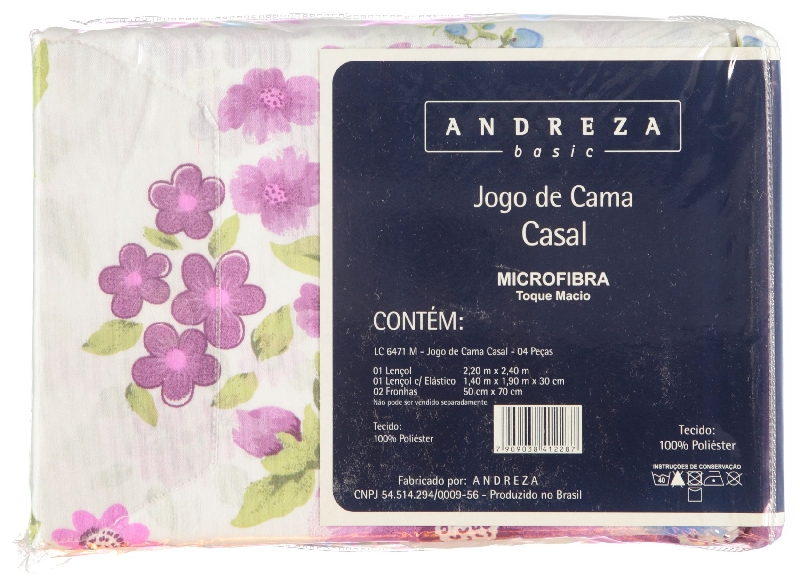 ANDREZA
basic
Jogo de Cama
Casal
MICROFIBRA
Toque Macio
CONTÉM:
LC 6471 M - Jogo de Cama Casal - 04 Peças
01 Lençol 2,20 m x 2,40 m
01 Lençol c/ Elástico 1,40 m x 1,90 m x 30 cm
02 Fronhas 50 cm x 70 cm
Não pode ser vendido separadamente.
Tecido:
100% Poliéster
7 909038 412287
Tecido:
100% Poliéster
INSTRUÇÕES DE CONSERVAÇÃO
40
Fabricado por: ANDREZA
CNPJ 54.514.294/0009-56 - Produzido no Brasil